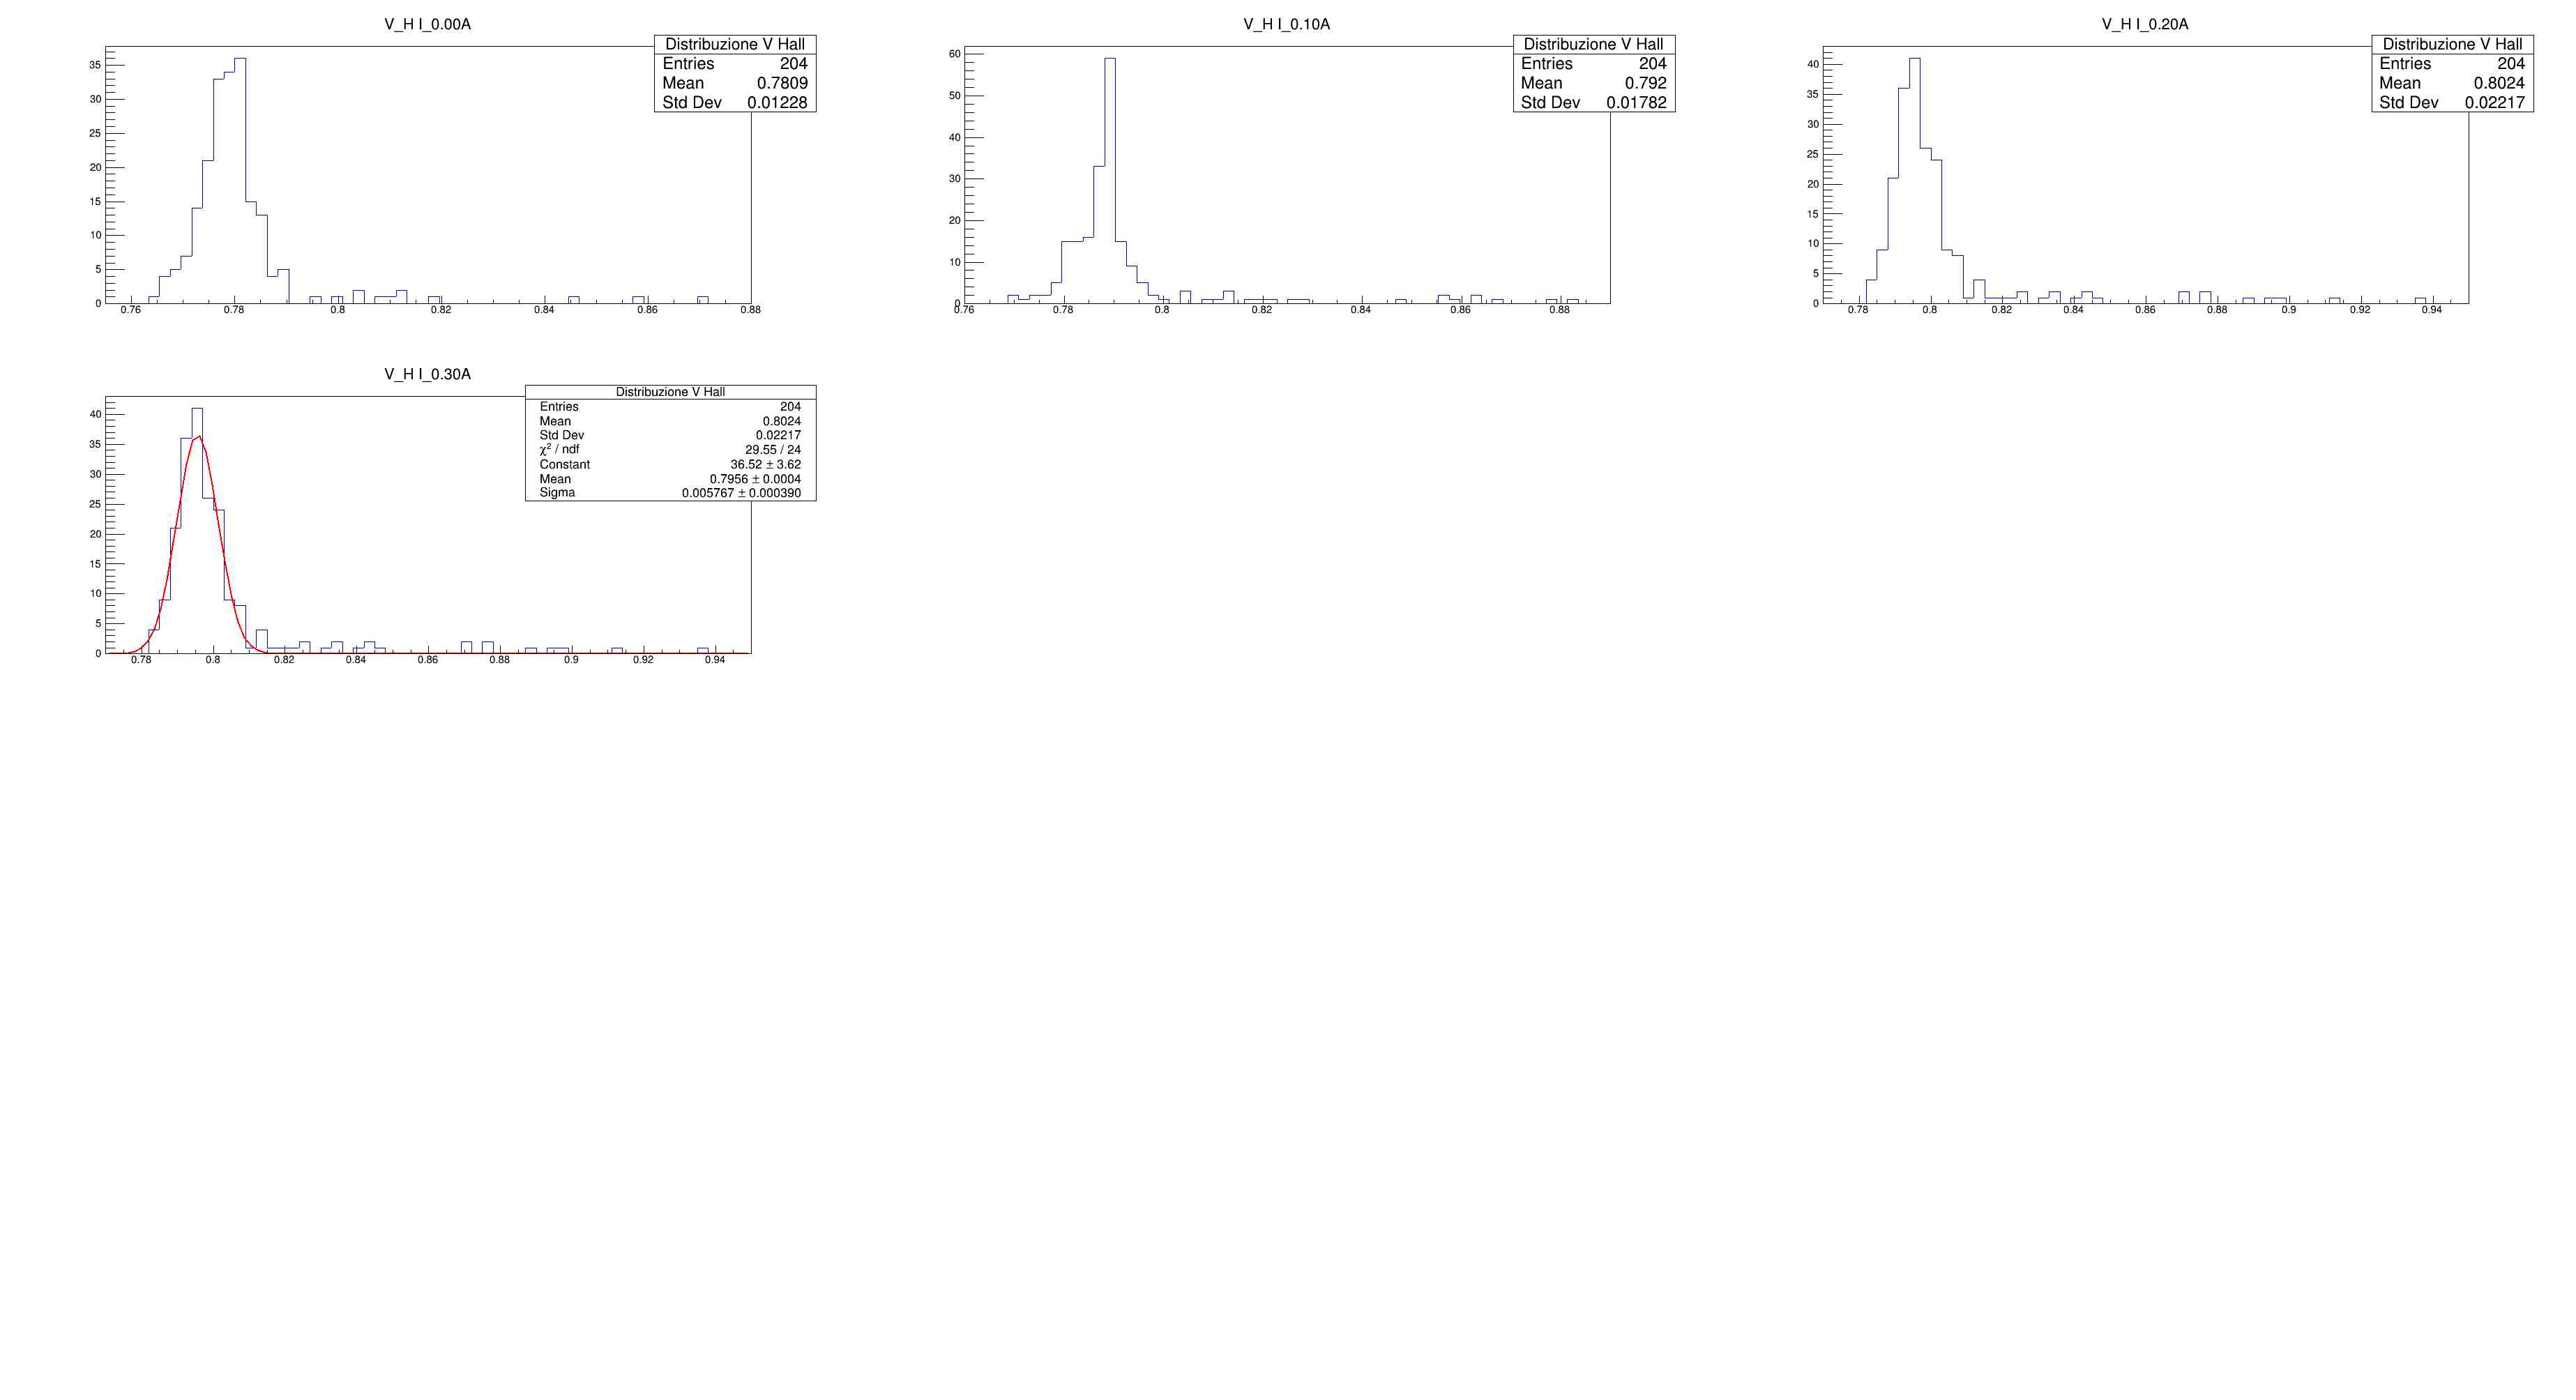 V_H I_0.00A
Distribuzione V Hall
Entries 204
Mean 0.7809
Std Dev 0.01228
35
30
25
20
15
10
5
0
0.76 0.78 0.8 0.82 0.84 0.86 0.88
V_H I_0.10A
Distribuzione V Hall
Entries 204
Mean 0.792
Std Dev 0.01782
60
50
40
30
20
10
0
0.76 0.78 0.8 0.82 0.84 0.86 0.88
V_H I_0.20A
Distribuzione V Hall
Entries 204
Mean 0.8024
Std Dev 0.02217
40
35
30
25
20
15
10
5
0
0.78 0.8 0.82 0.84 0.86 0.88 0.9 0.92 0.94
V_H I_0.30A
Distribuzione V Hall
Entries 204
Mean 0.8024
Std Dev 0.02217
χ² / ndf 29.55 / 24
Constant 36.52 ± 3.62
Mean 0.7956 ± 0.0004
Sigma 0.005767 ± 0.000390
40
35
30
25
20
15
10
5
0
0.78 0.8 0.82 0.84 0.86 0.88 0.9 0.92 0.94